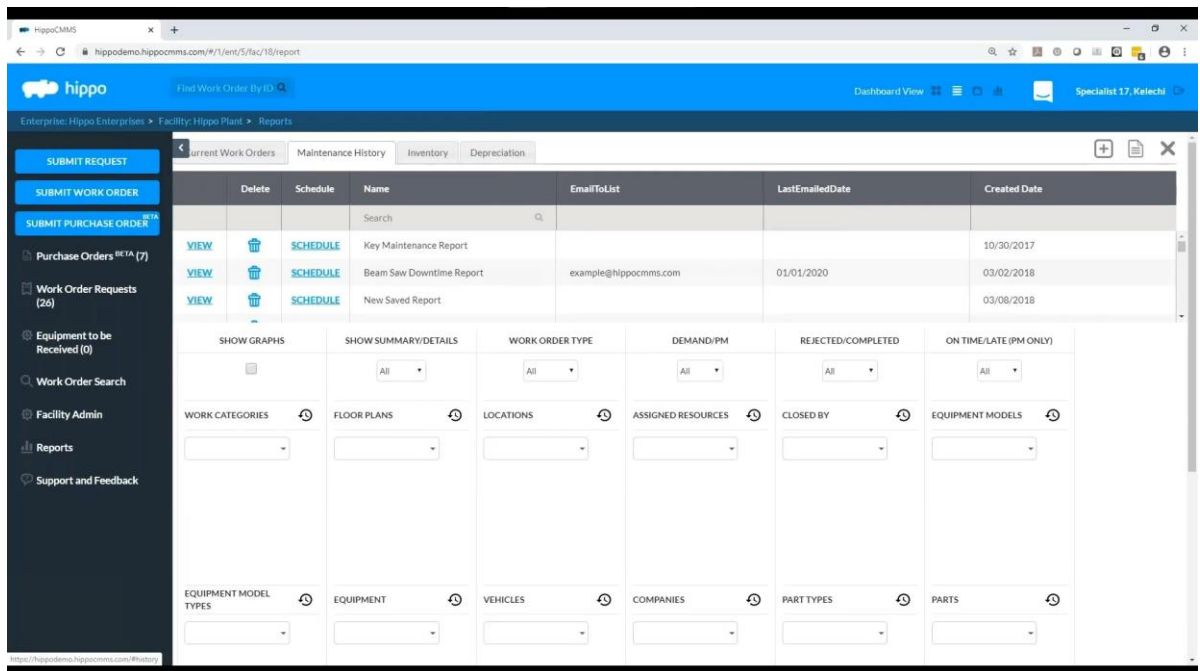 HippoCMMS
hippodemo.hippocmms.com/#/1/ent/5/fac/18/report
hippo
Find Work Order By ID
Dashboard View
Specialist 17, Kelechi
Enterprise: Hippo Enterprises > Facility: Hippo Plant > Reports
SUBMIT REQUEST
SUBMIT WORK ORDER
SUBMIT PURCHASE ORDER BETA
Purchase Orders BETA (7)
Work Order Requests
(26)
Equipment to be
Received (0)
Work Order Search
Facility Admin
Reports
Support and Feedback
urrent Work Orders Maintenance History Inventory Depreciation
Delete Schedule Name EmailToList LastEmailedDate Created Date
Search
VIEW SCHEDULE Key Maintenance Report 10/30/2017
VIEW SCHEDULE Beam Saw Downtime Report example@hippocmms.com 01/01/2020 03/02/2018
VIEW SCHEDULE New Saved Report 03/08/2018
SHOW GRAPHS SHOW SUMMARY/DETAILS WORK ORDER TYPE DEMAND/PM REJECTED/COMPLETED ON TIME/LATE (PM ONLY)
All All All All All
WORK CATEGORIES FLOOR PLANS LOCATIONS ASSIGNED RESOURCES CLOSED BY EQUIPMENT MODELS
EQUIPMENT MODEL
TYPES EQUIPMENT VEHICLES COMPANIES PART TYPES PARTS
https://hippodemo.hippocmms.com/#history